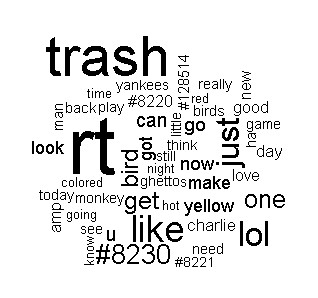 trash
yankees
really
new
time
#8220
#128514
red
man
back
play
little
birds
good
can
go
ha
game
look
rt
got
think
just
day
bird
still
now
night
colored
ghettos
make
love
today
monkey
get
hot
yellow
one
amp
going
see
u
like
charlie
lol
know
#8230
need
#8221